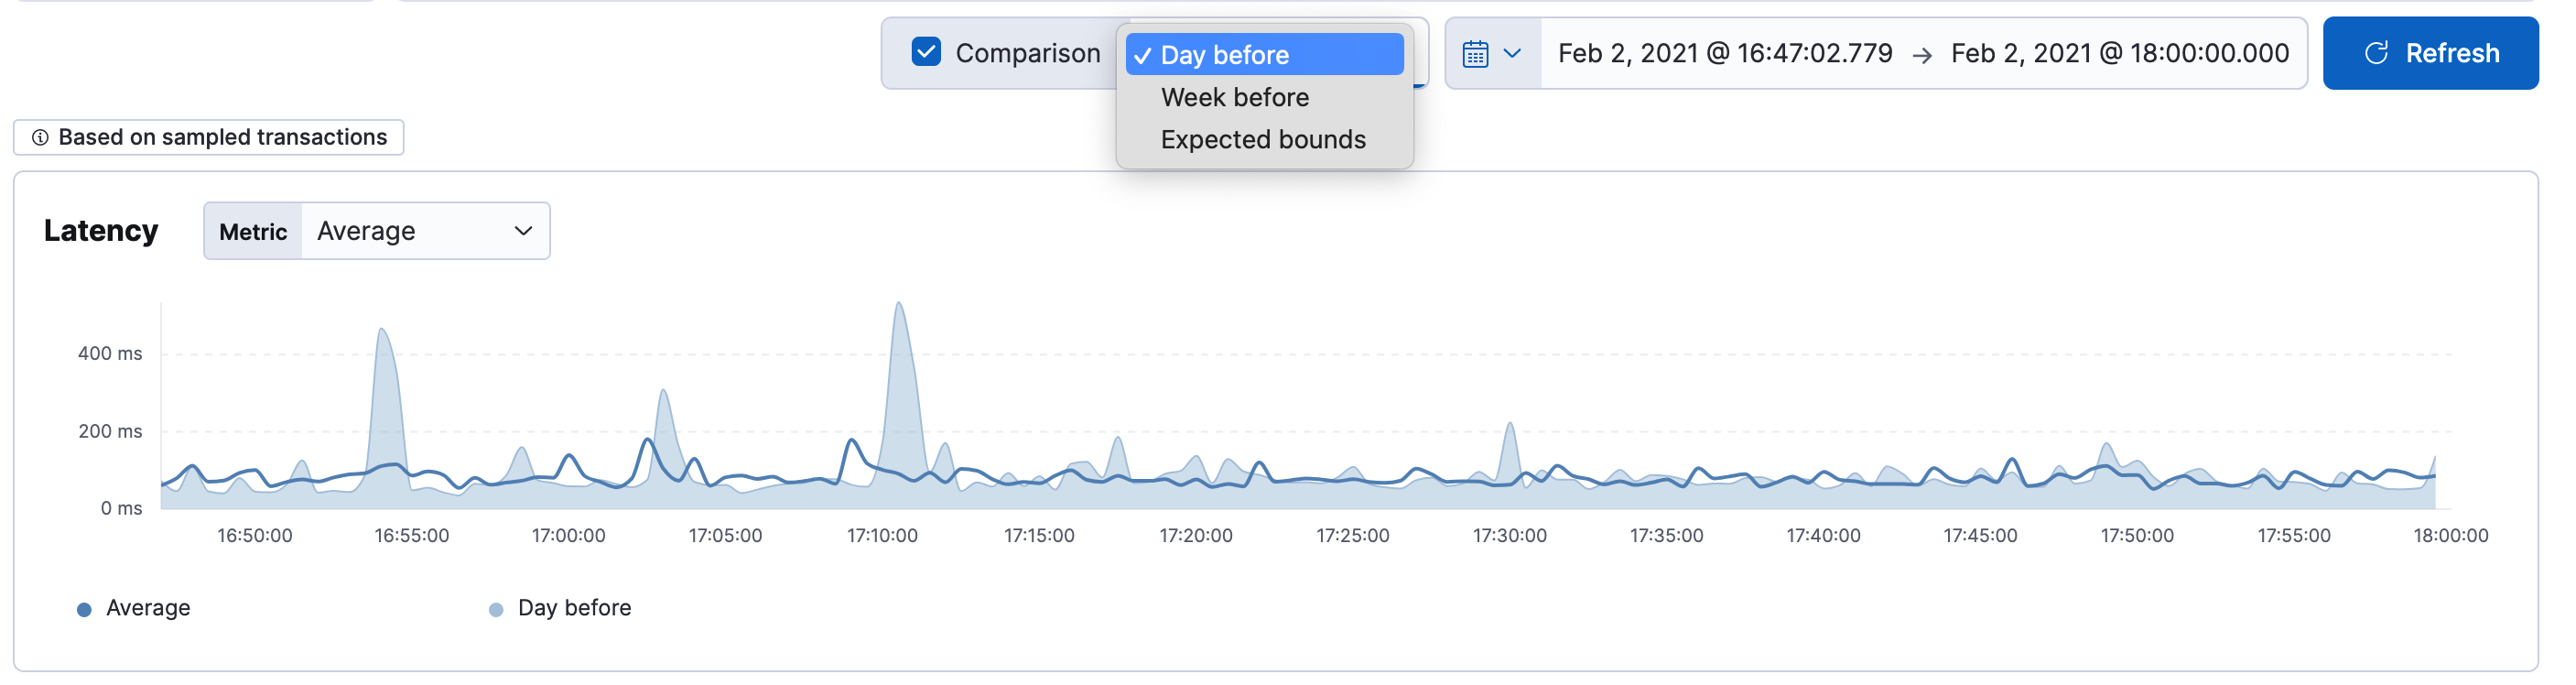 Comparison
Day before
Week before
Expected bounds
Feb 2, 2021 @ 16:47:02.779 → Feb 2, 2021 @ 18:00:00.000
Refresh
Based on sampled transactions
Latency
Metric
Average
400 ms
200 ms
0 ms
16:50:00 16:55:00 17:00:00 17:05:00 17:10:00 17:15:00 17:20:00 17:25:00 17:30:00 17:35:00 17:40:00 17:45:00 17:50:00 17:55:00 18:00:00
Average
Day before